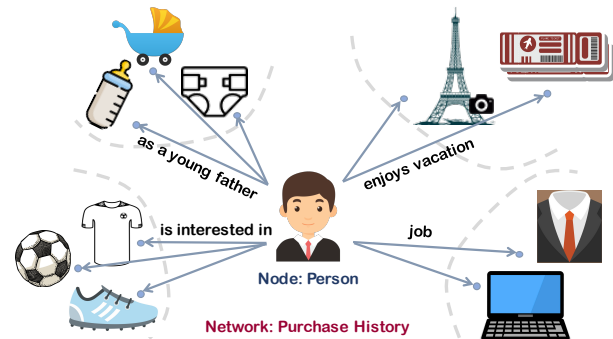 as a young father
enjoys vacation
is interested in
job
Node: Person
Network: Purchase History